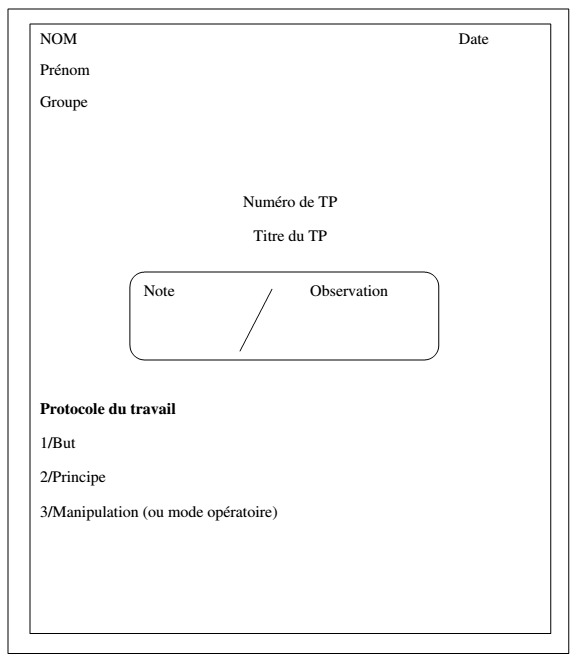 NOM Date
Prénom
Groupe
Numéro de TP
Titre du TP
Note Observation
Protocole du travail
1/But
2/Principe
3/Manipulation (ou mode opératoire)